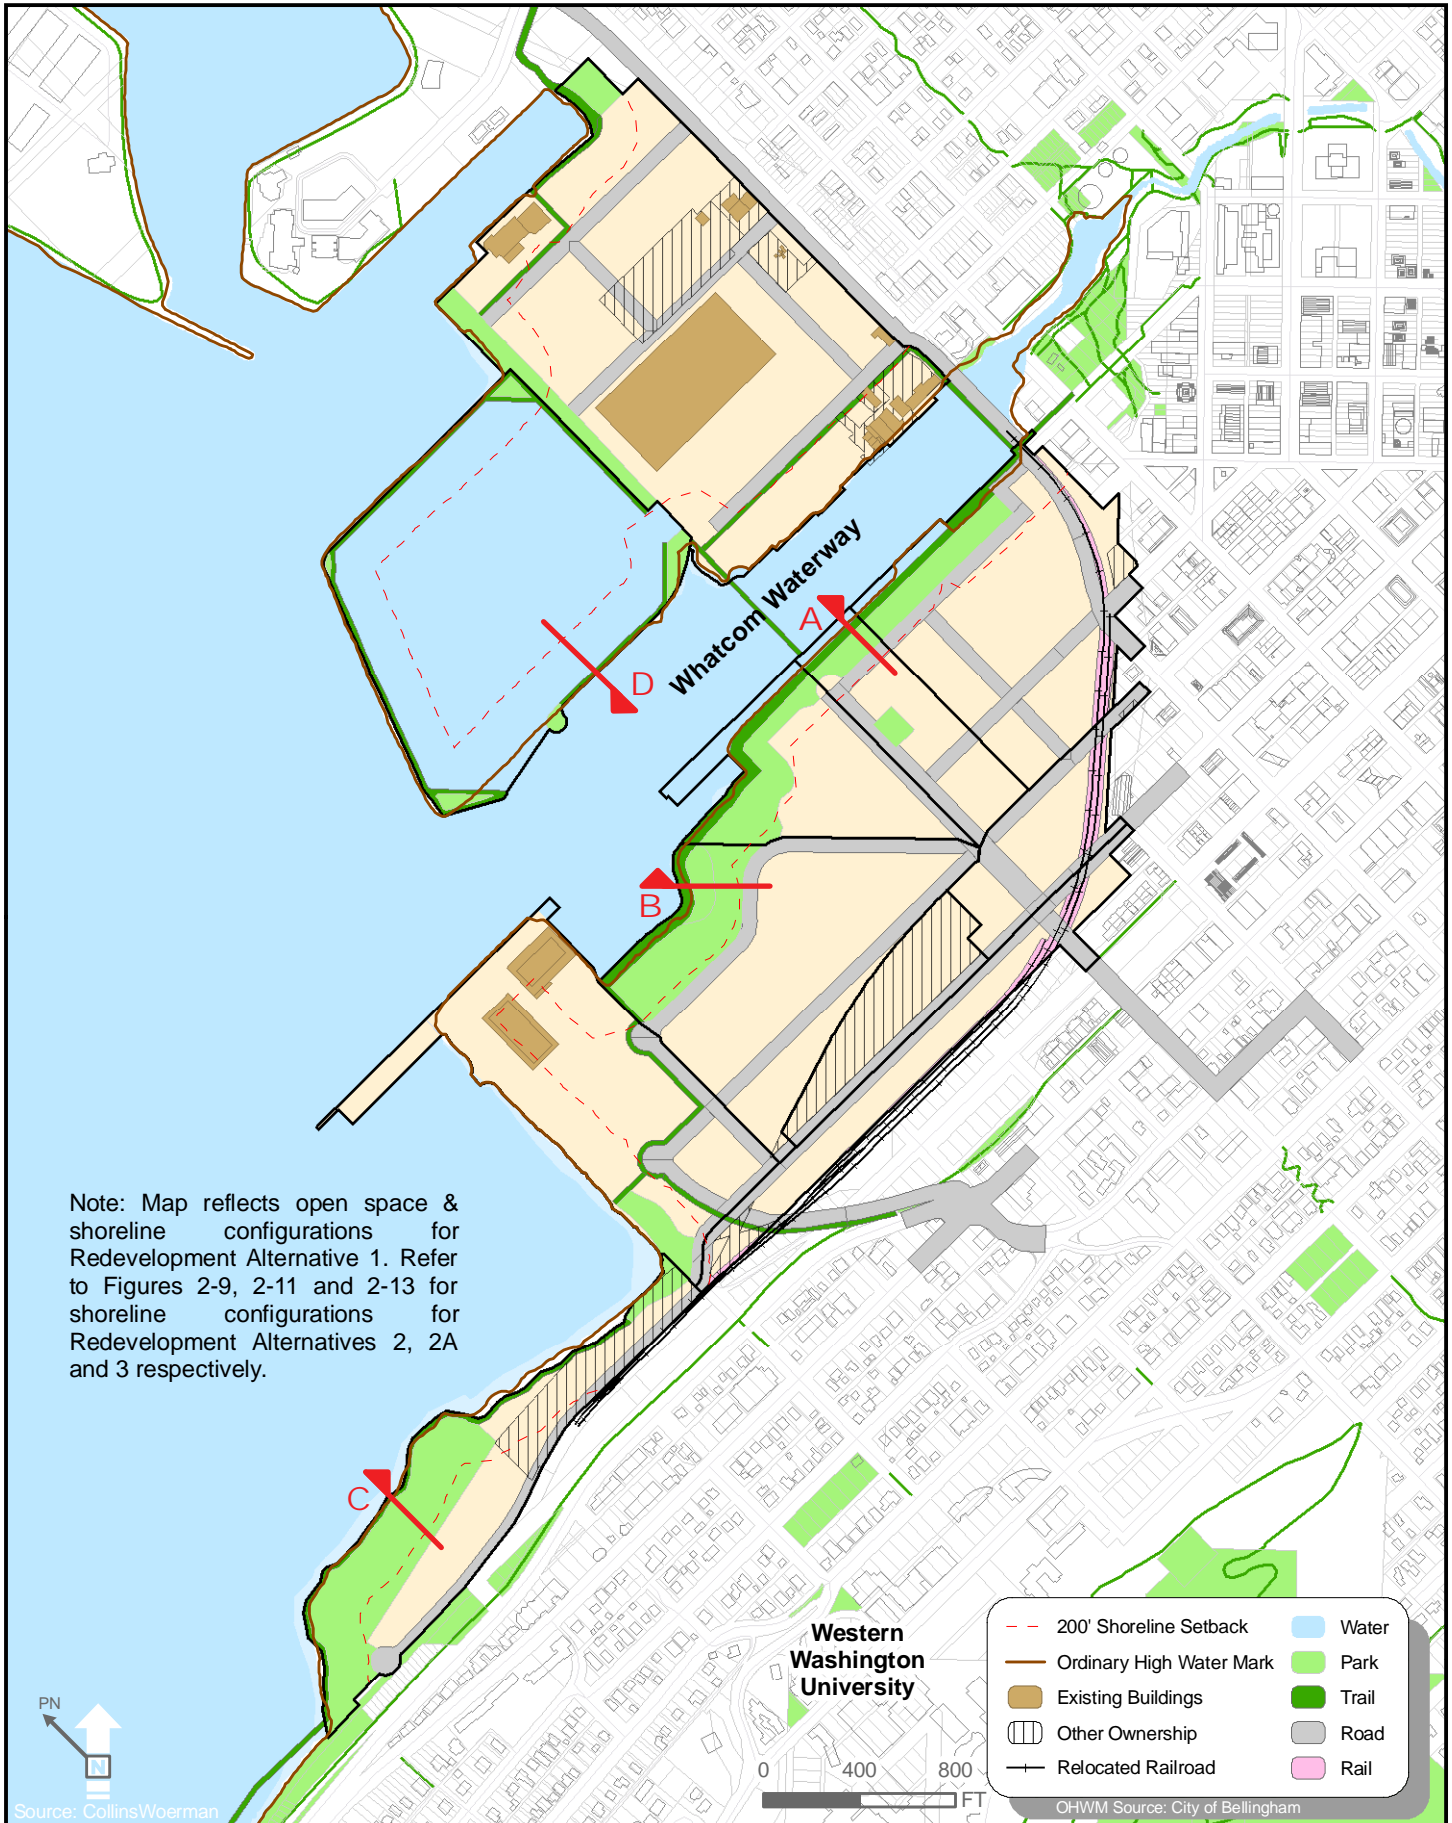 A
Whatcom Waterway
D
B
Note: Map reflects open space &
shoreline configurations for
Redevelopment Alternative 1. Refer
to Figures 2-9, 2-11 and 2-13 for
shoreline configurations for
Redevelopment Alternatives 2, 2A
and 3 respectively.
C
Western
Washington
University
PN
N
Source: CollinsWoerman
0 400 800
FT
200' Shoreline Setback
Ordinary High Water Mark
Existing Buildings
Other Ownership
Relocated Railroad
Water
Park
Trail
Road
Rail
OHWM Source: City of Bellingham